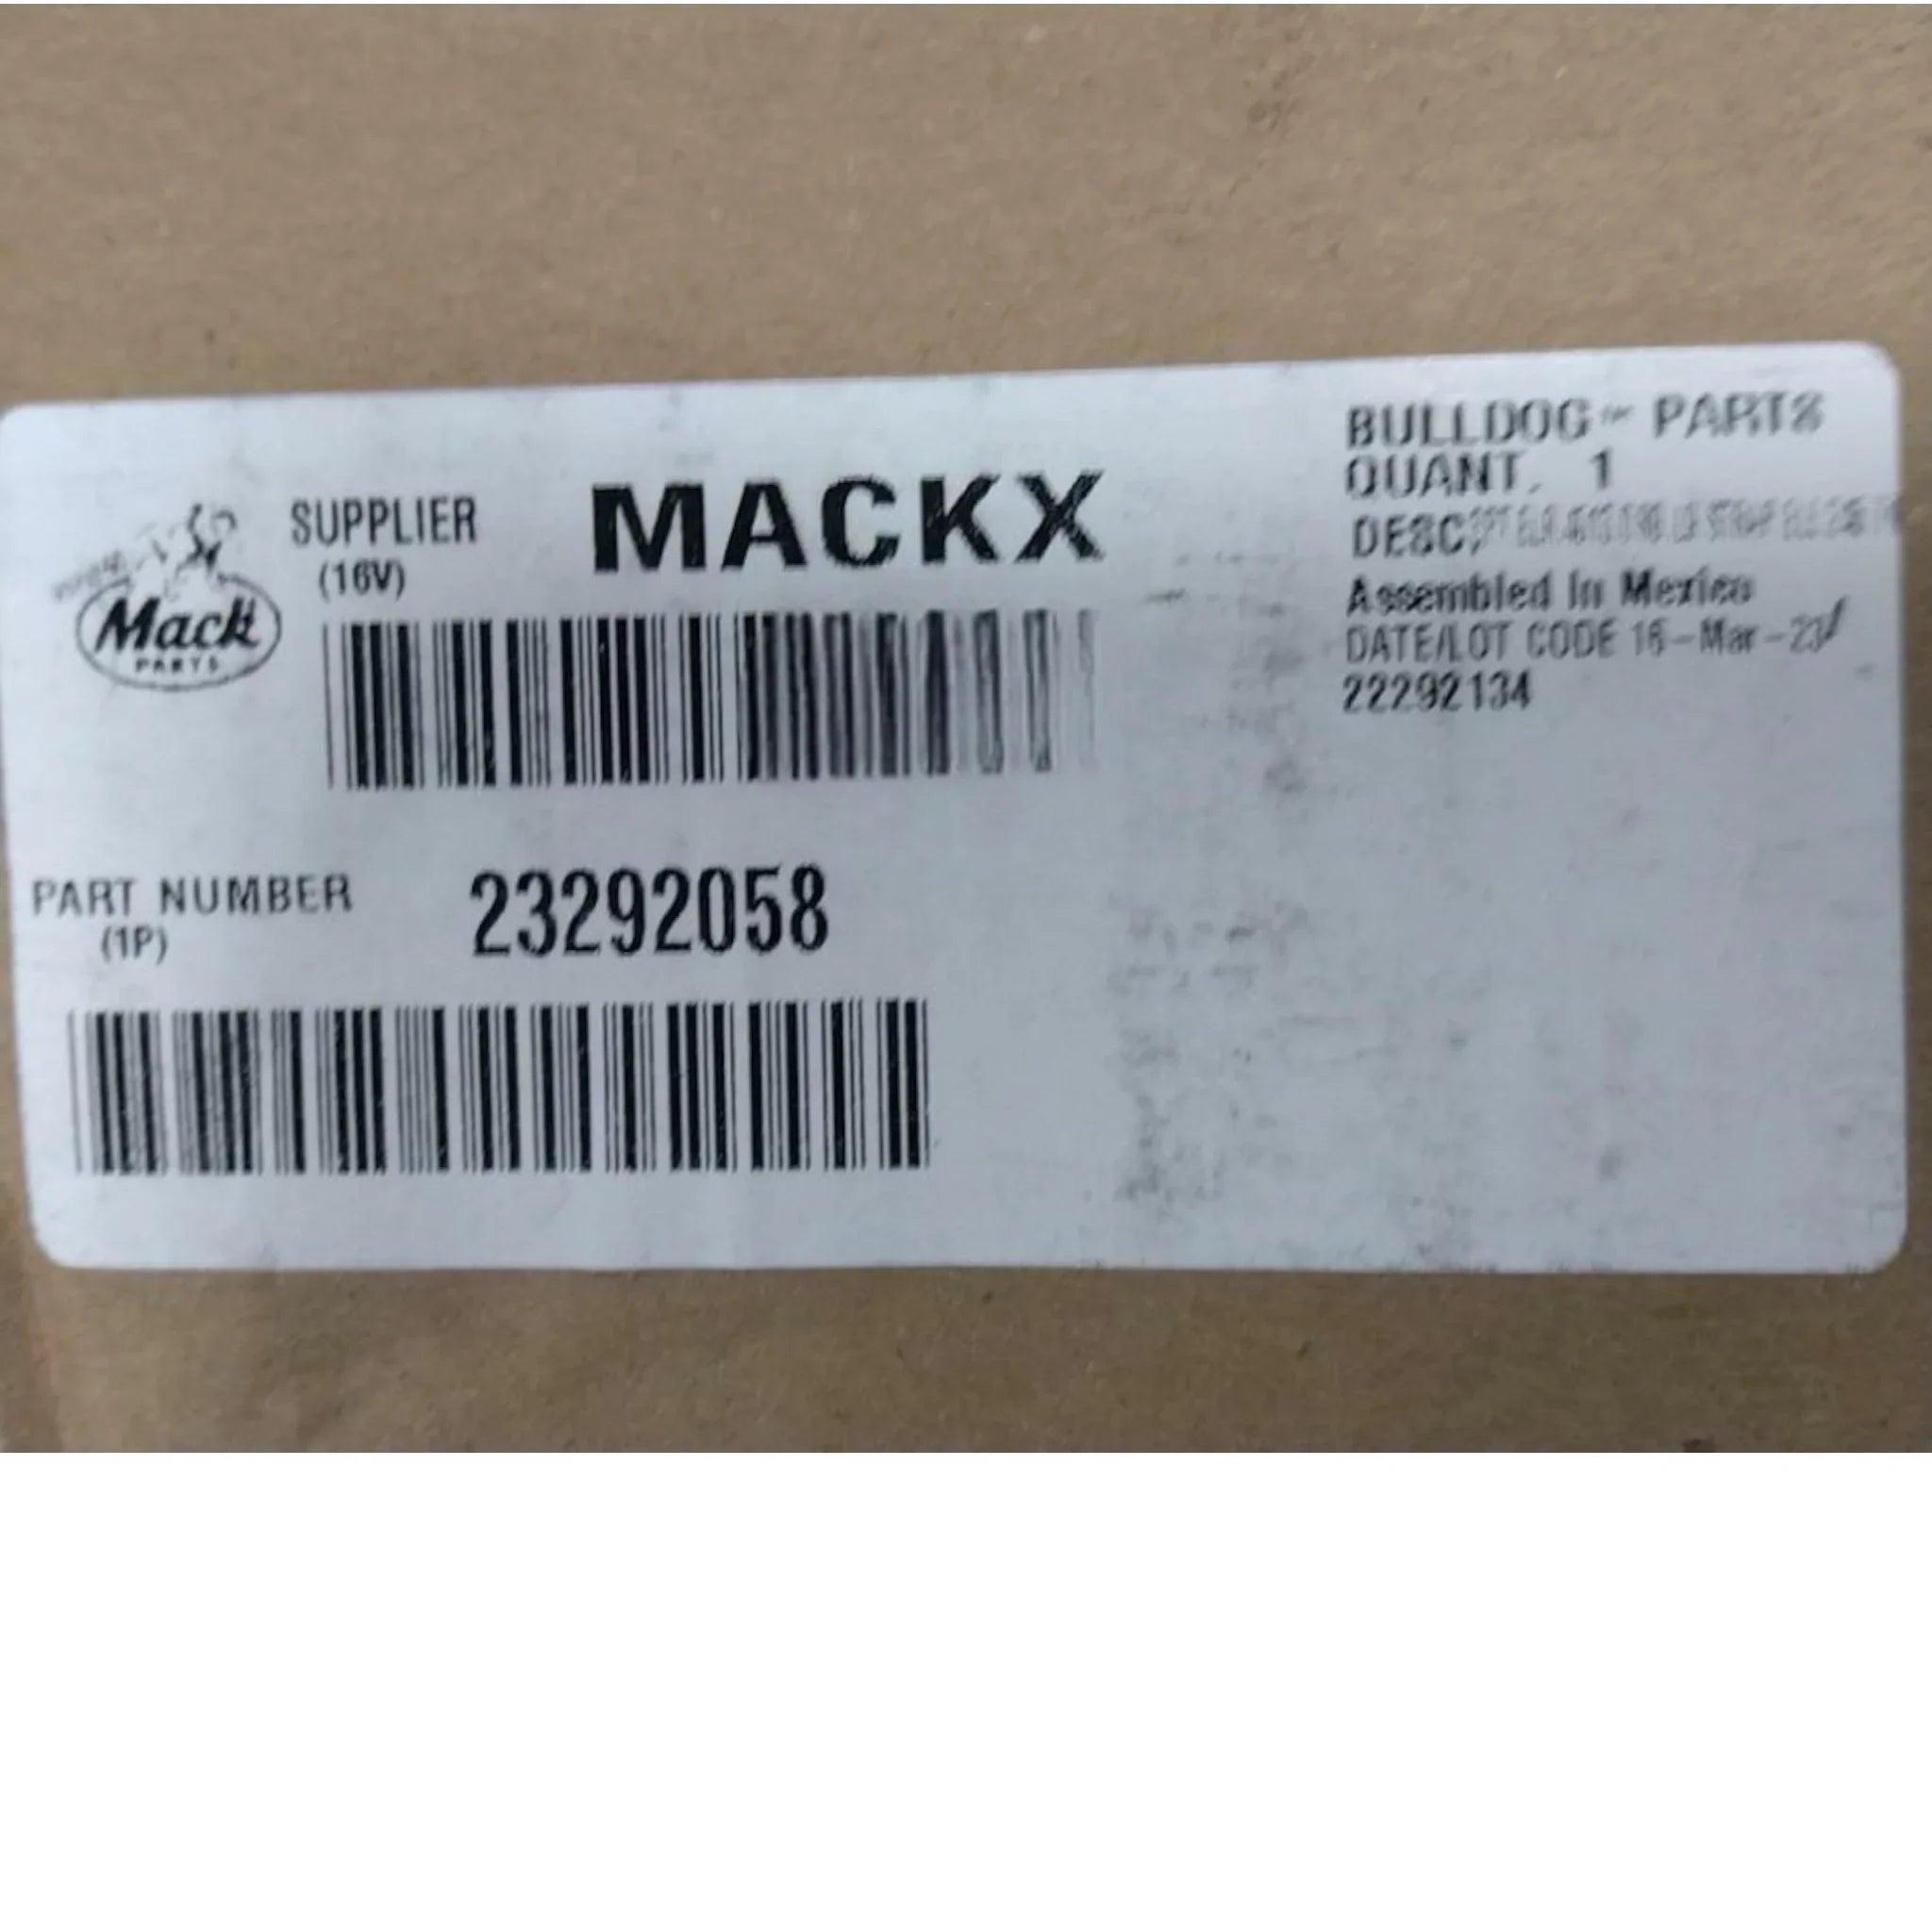 Mack
PARTS
SUPPLIER
(16V)
MACKX
BULLDOG™ PARTS
QUANT. 1
DESC.
Assembled In Mexico
DATE/LOT CODE 16-Mar-23/
22292134
PART NUMBER
(1P)
23292058